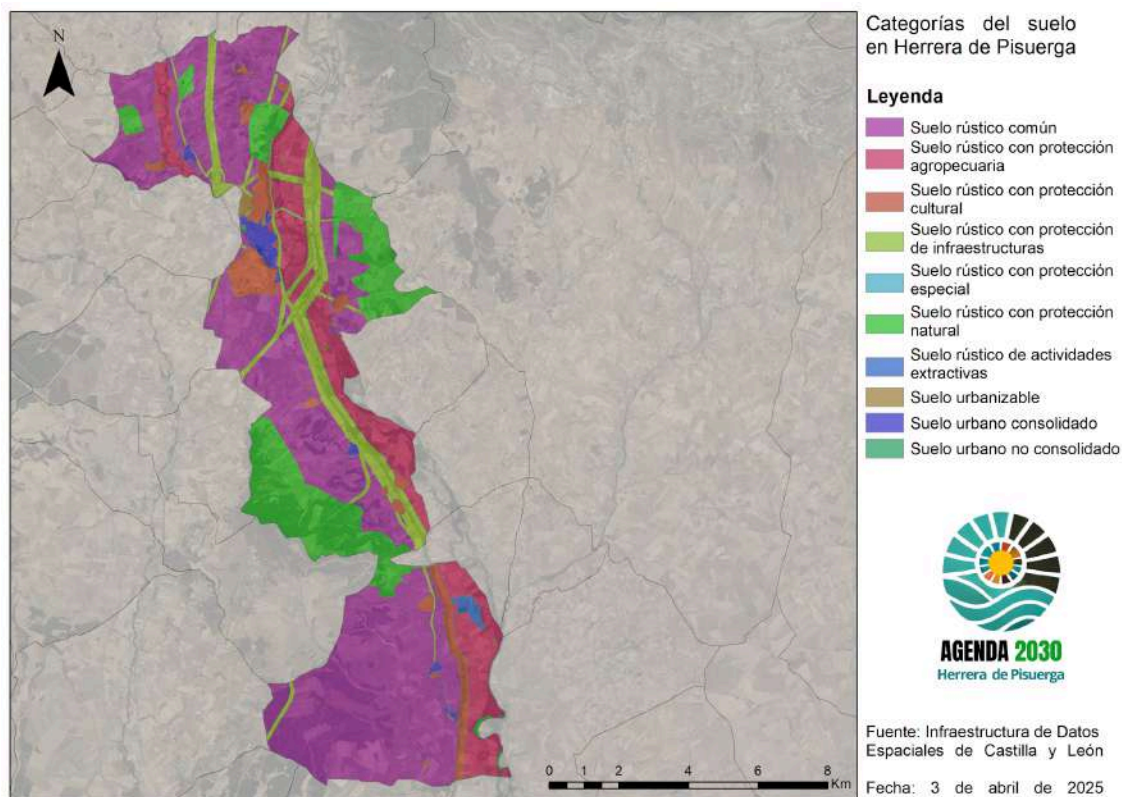 Categorías del suelo
en Herrera de Pisuerga
Leyenda
Suelo rústico común
Suelo rústico con protección
agropecuaria
Suelo rústico con protección
cultural
Suelo rústico con protección
de infraestructuras
Suelo rústico con protección
especial
Suelo rústico con protección
natural
Suelo rústico de actividades
extractivas
Suelo urbanizable
Suelo urbano consolidado
Suelo urbano no consolidado
AGENDA 2030
Herrera de Pisuerga
Fuente: Infraestructura de Datos
Espaciales de Castilla y León
Fecha: 3 de abril de 2025
N
0 1 2 4 6 8
Km